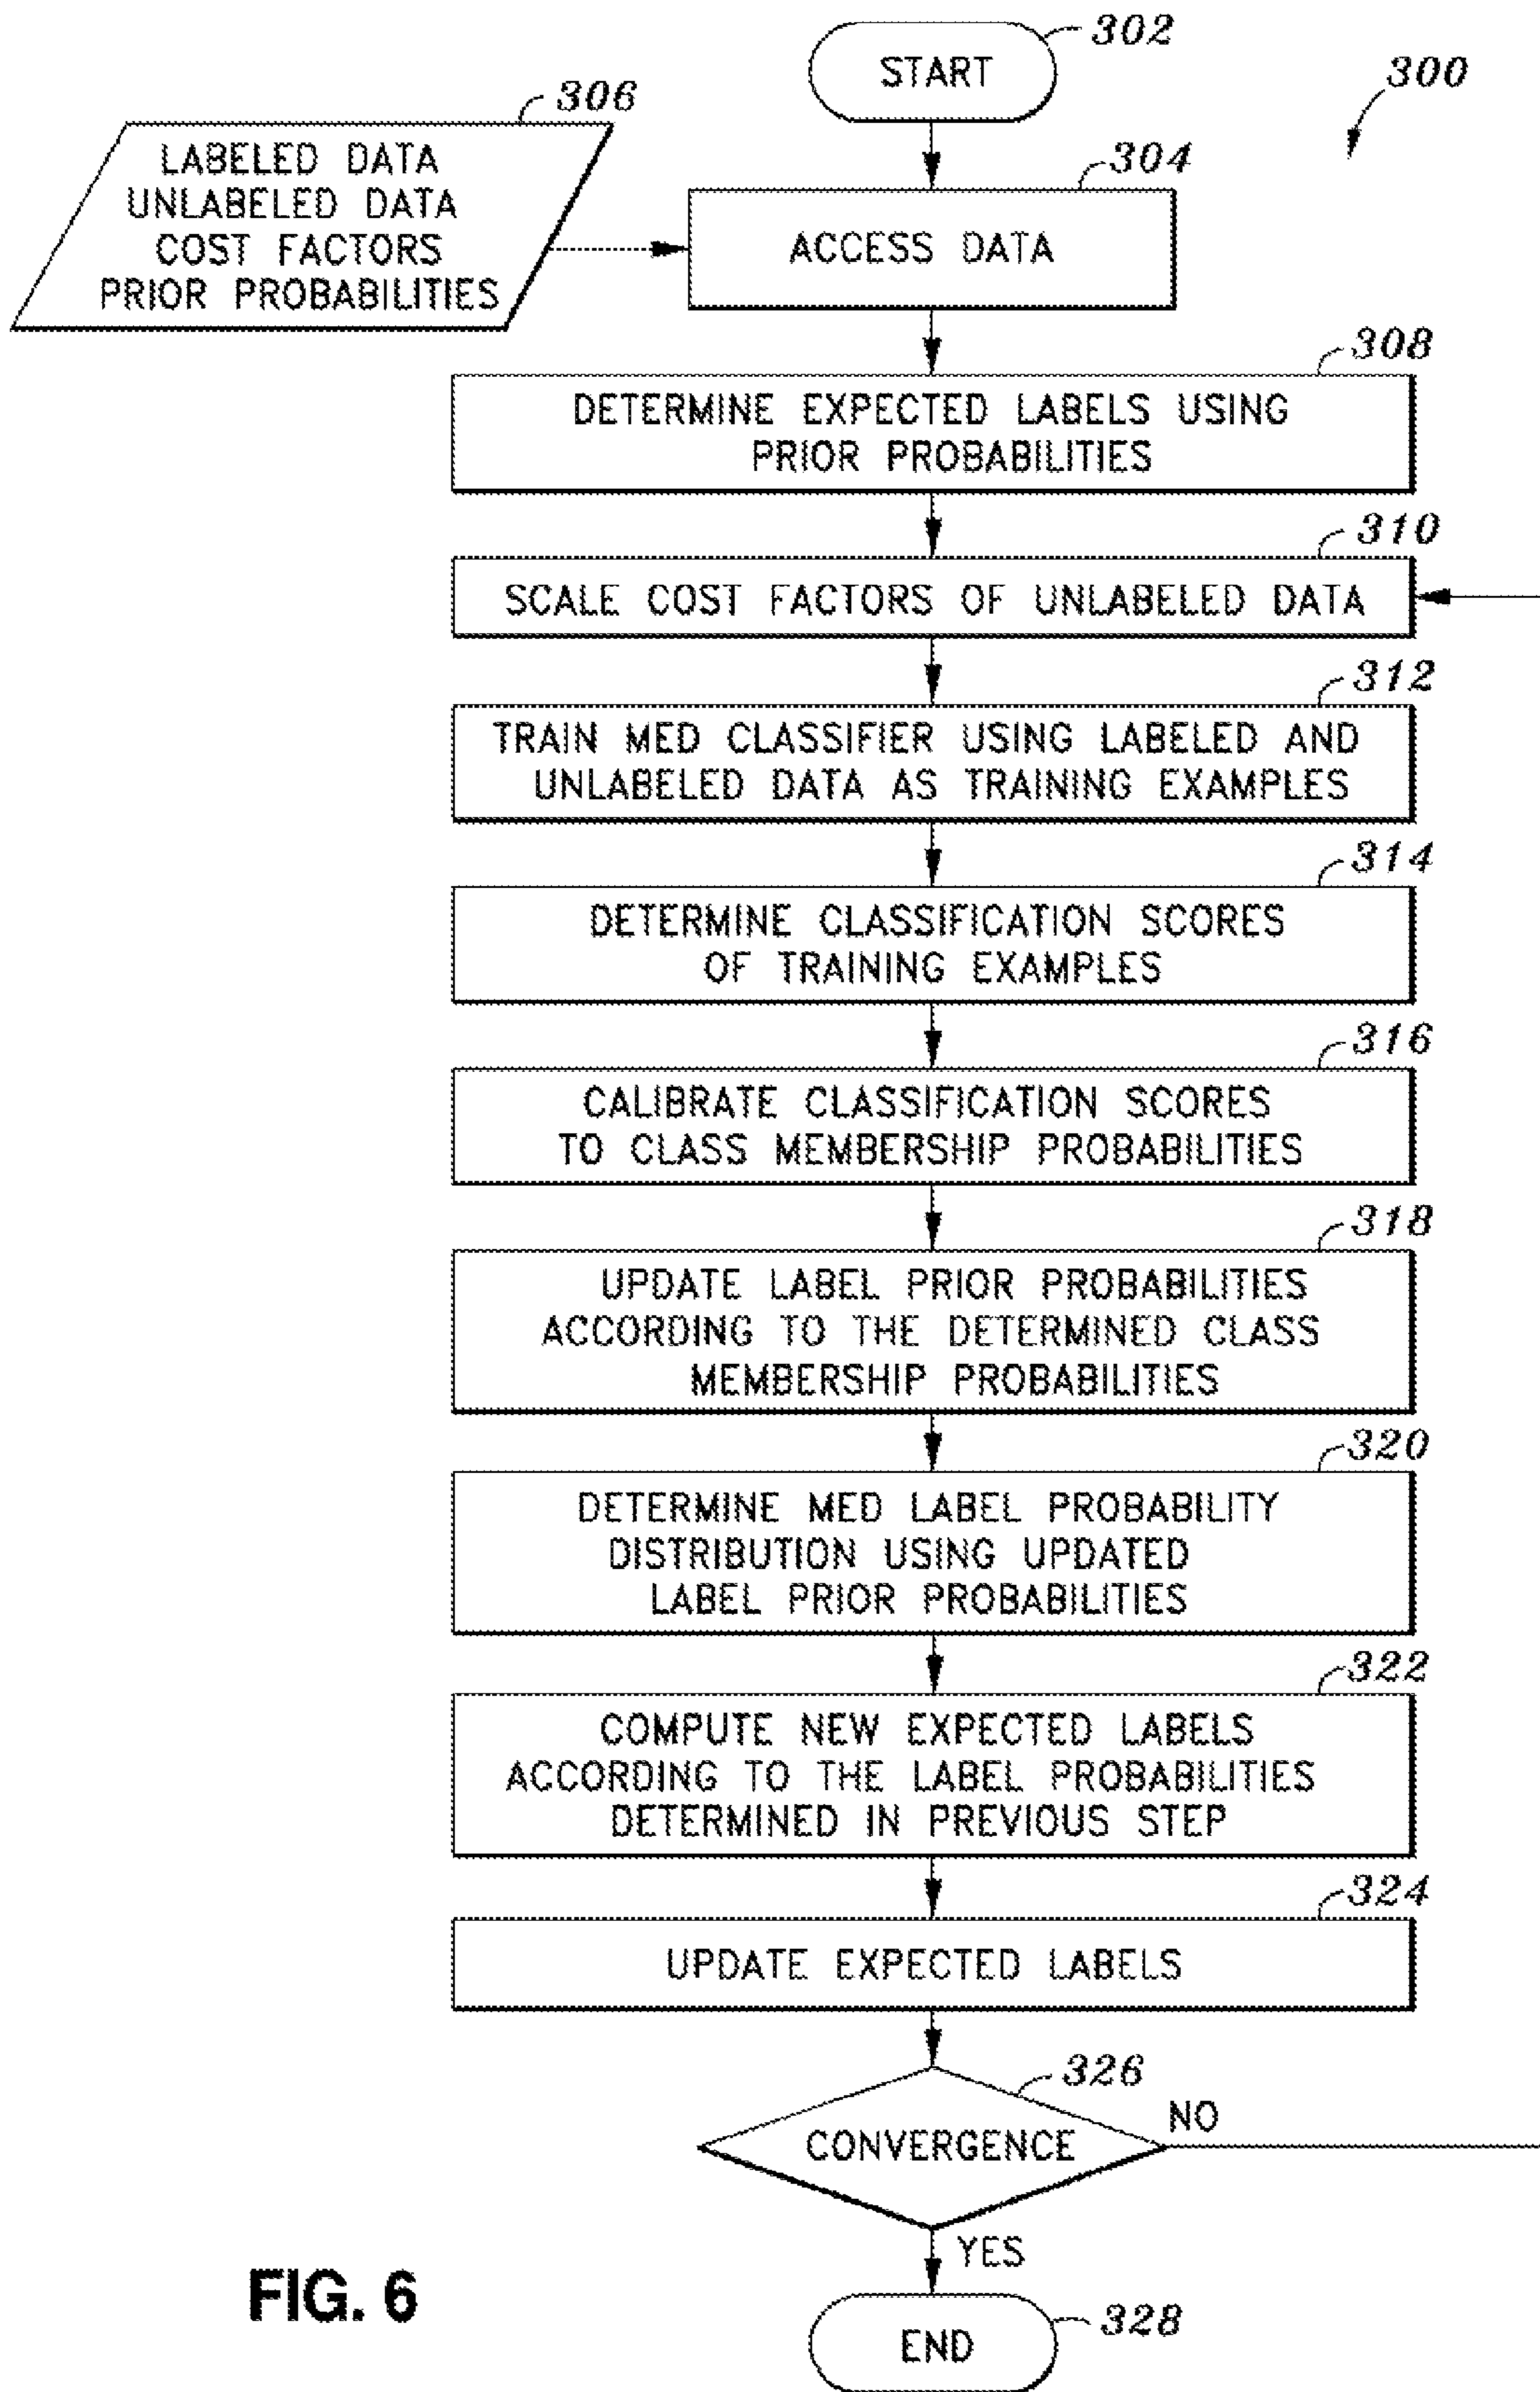 302
START
300
306
LABELED DATA
UNLABELED DATA
COST FACTORS
PRIOR PROBABILITIES
304
ACCESS DATA
308
DETERMINE EXPECTED LABELS USING
PRIOR PROBABILITIES
310
SCALE COST FACTORS OF UNLABELED DATA
312
TRAIN MED CLASSIFIER USING LABELED AND
UNLABELED DATA AS TRAINING EXAMPLES
314
DETERMINE CLASSIFICATION SCORES
OF TRAINING EXAMPLES
316
CALIBRATE CLASSIFICATION SCORES
TO CLASS MEMBERSHIP PROBABILITIES
318
UPDATE LABEL PRIOR PROBABILITIES
ACCORDING TO THE DETERMINED CLASS
MEMBERSHIP PROBABILITIES
320
DETERMINE MED LABEL PROBABILITY
DISTRIBUTION USING UPDATED
LABEL PRIOR PROBABILITIES
322
COMPUTE NEW EXPECTED LABELS
ACCORDING TO THE LABEL PROBABILITIES
DETERMINED IN PREVIOUS STEP
324
UPDATE EXPECTED LABELS
326
CONVERGENCE
NO
YES
328
END
FIG. 6